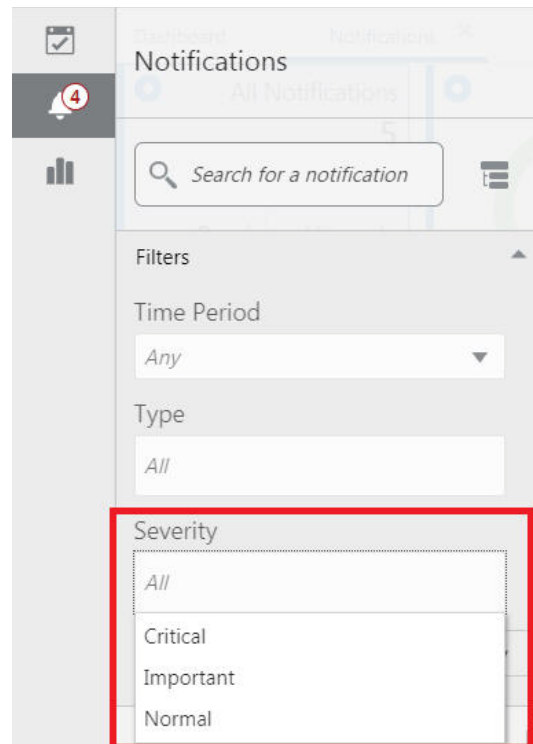 Dashboard Notifications
Notifications
4
All Notifications
5
Search for a notification
Filters
Time Period
Any
Type
All
Severity
All
Critical
Important
Normal